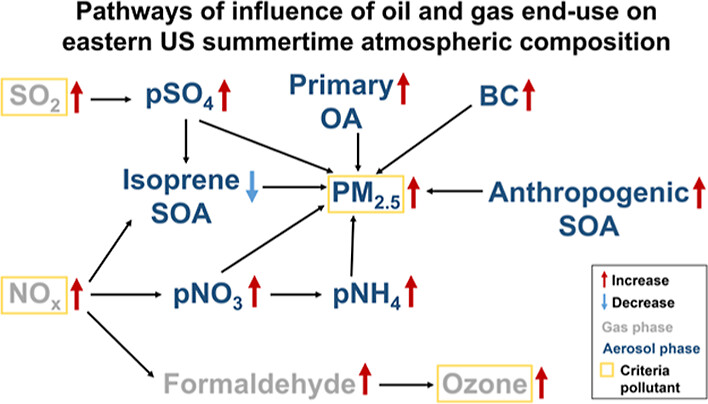 Pathways of influence of oil and gas end-use on
eastern US summertime atmospheric composition
SO2
pSO4
Primary
OA
BC
Isoprene
SOA
PM2.5
Anthropogenic
SOA
NOx
pNO3
pNH4
Formaldehyde
Ozone
Increase
Decrease
Gas phase
Aerosol phase
Criteria
pollutant